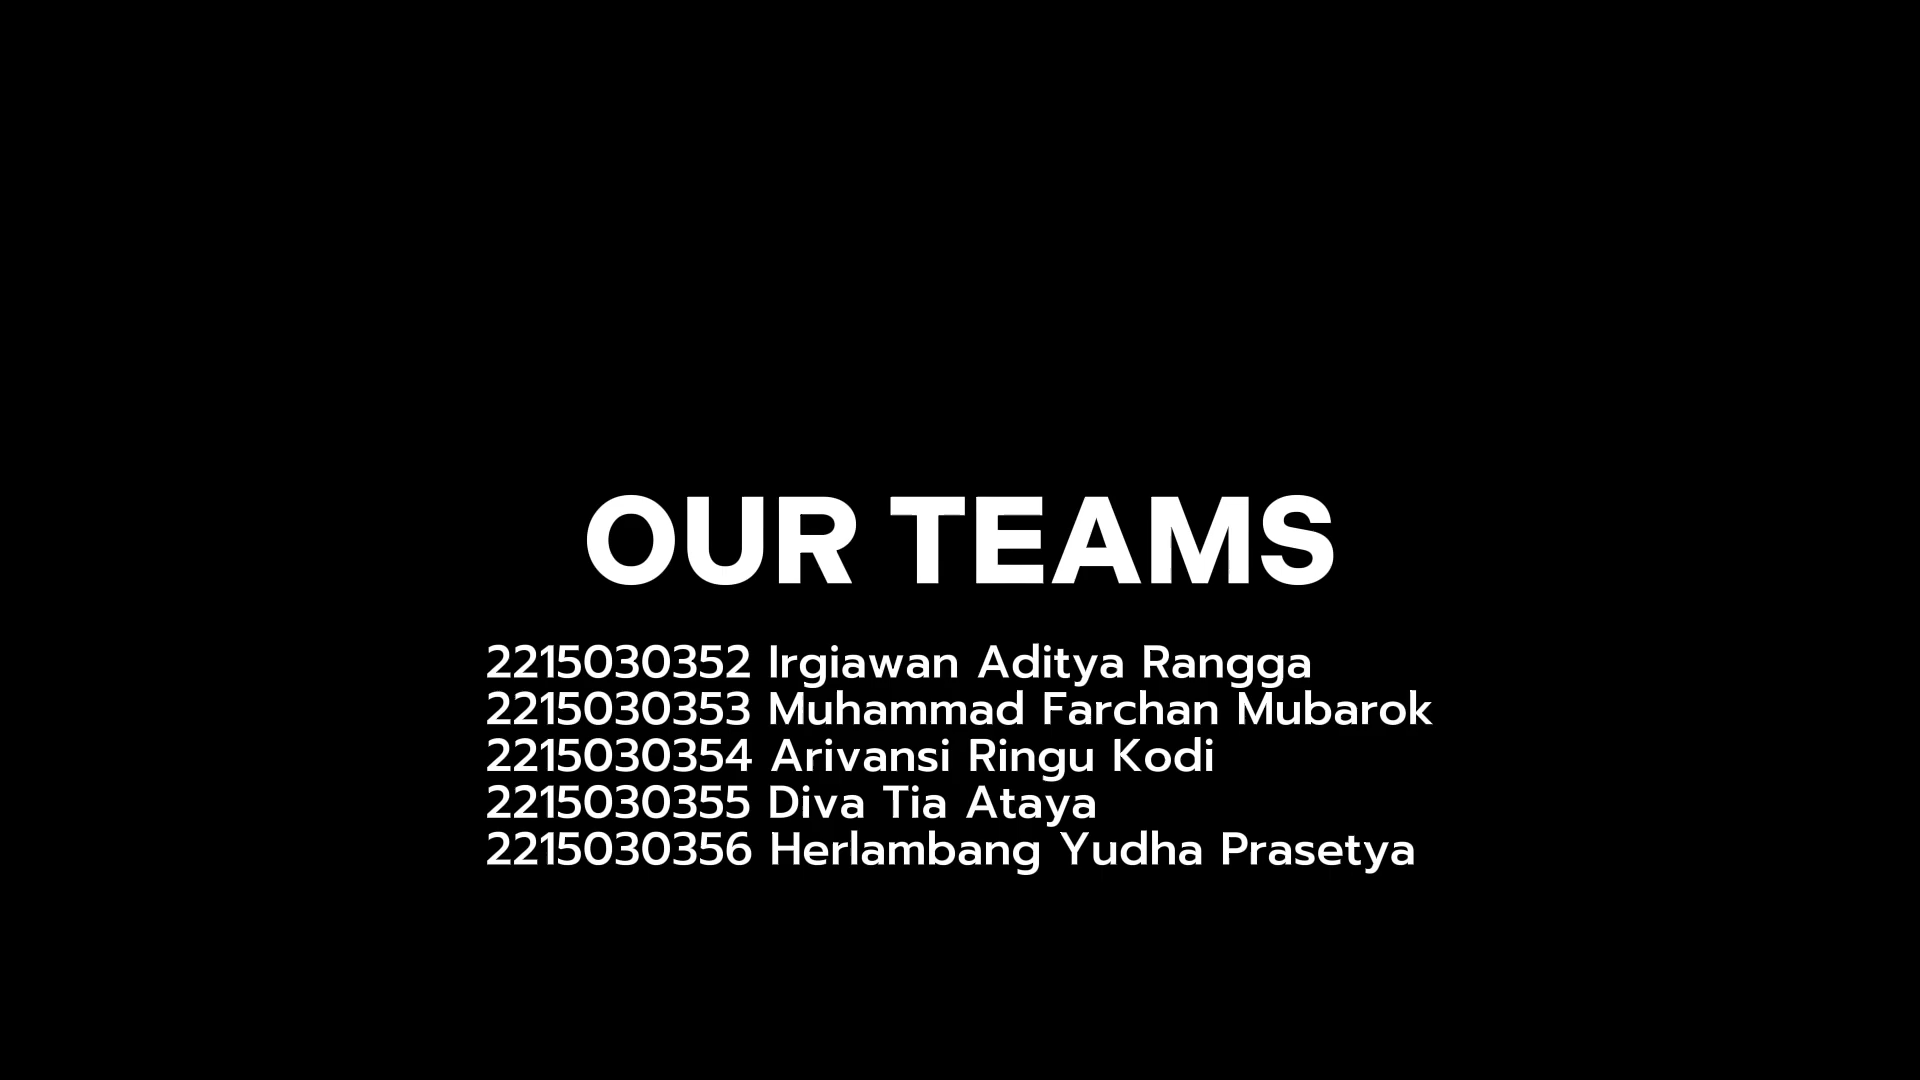 OUR TEAMS
2215030352 Irgiawan Aditya Rangga
2215030353 Muhammad Farchan Mubarok
2215030354 Arivansi Ringu Kodi
2215030355 Diva Tia Ataya
2215030356 Herlambang Yudha Prasetya